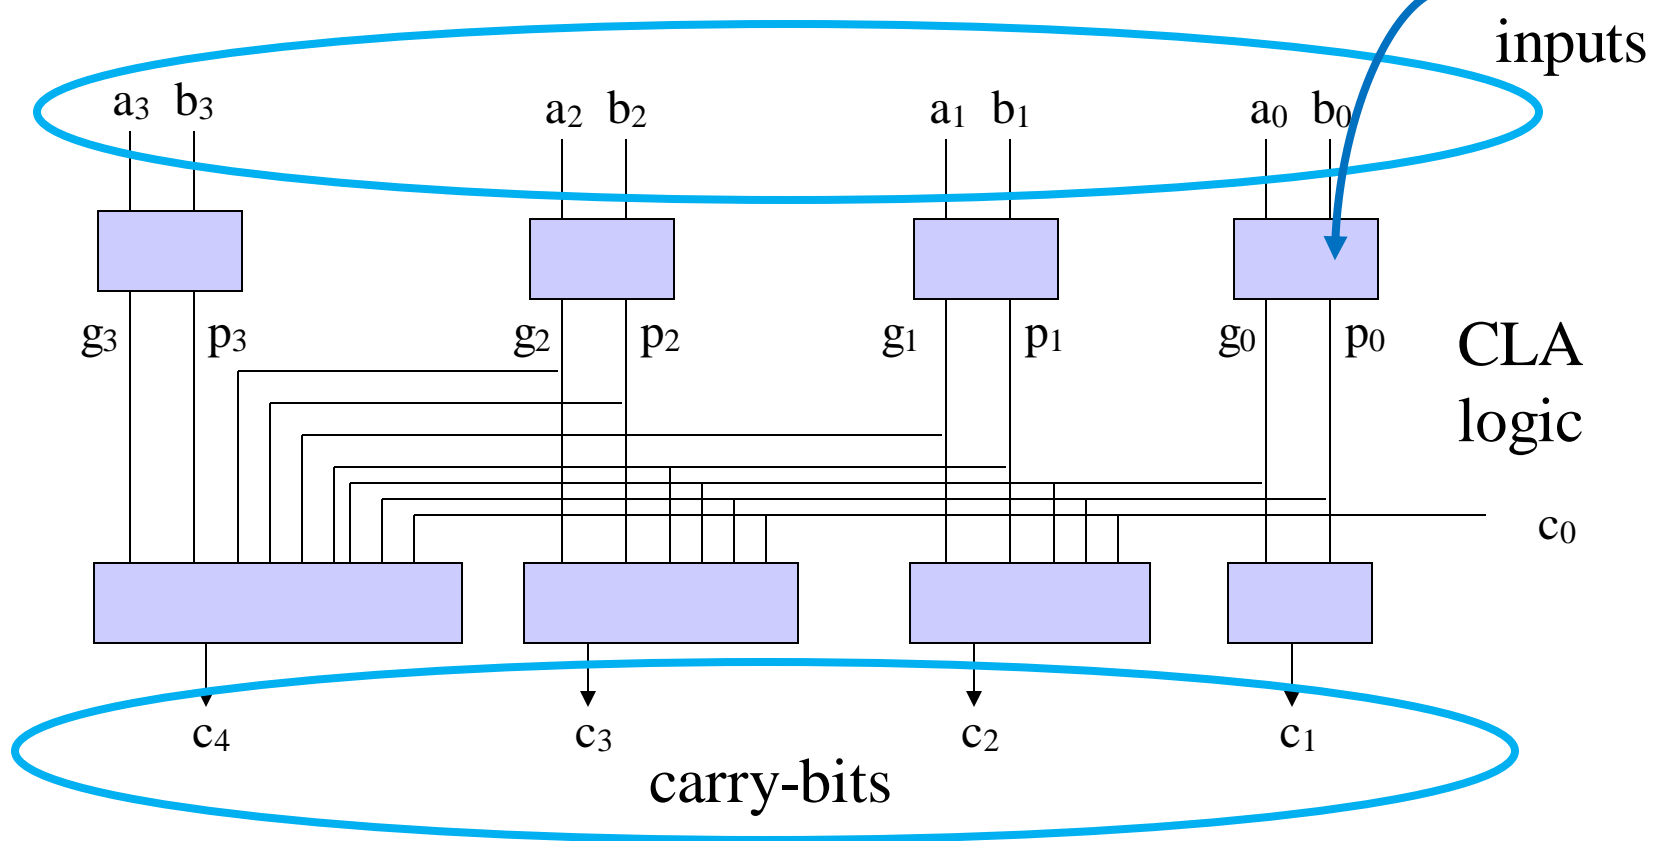 inputs
a3 b3 a2 b2 a1 b1 a0 b0
g3 p3 g2 p2 g1 p1 g0 p0
CLA
logic
c0
c4 c3 c2 c1
carry-bits